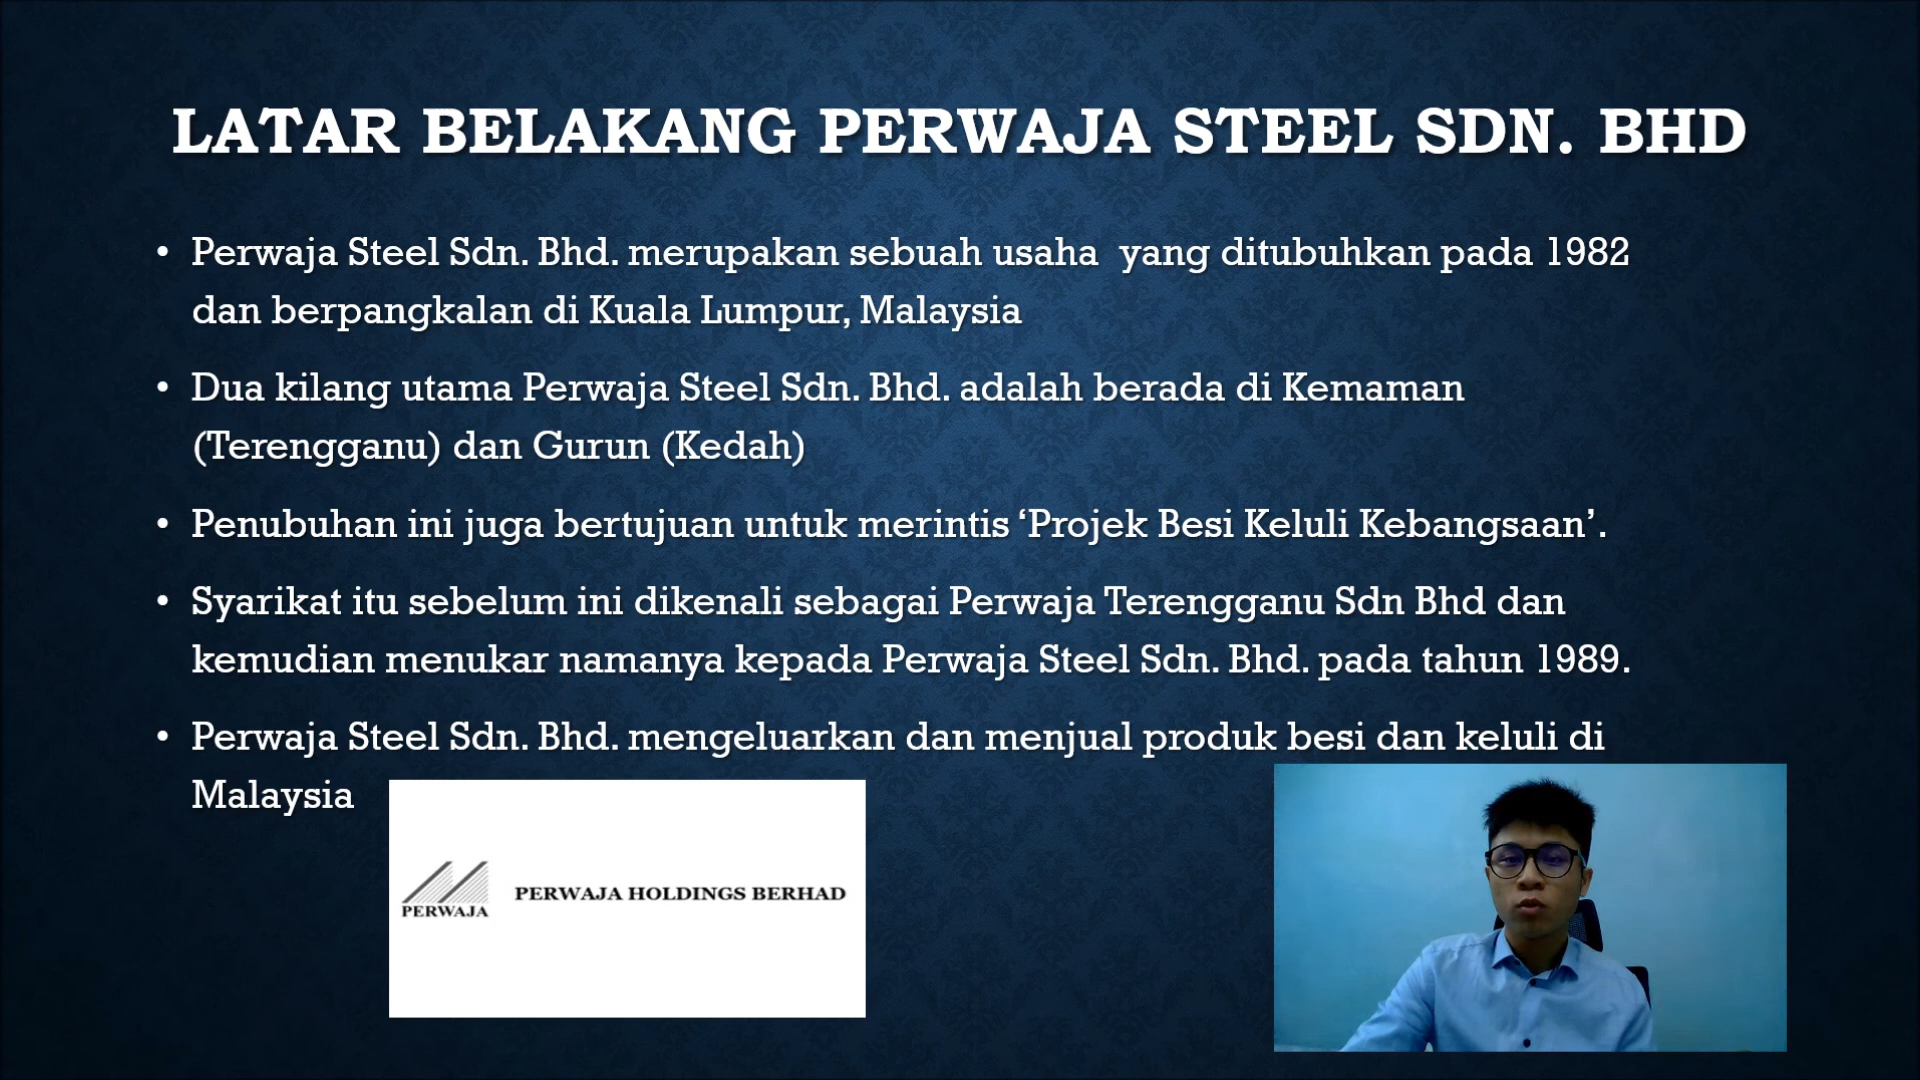 LATAR BELAKANG PERWAJA STEEL SDN. BHD
• Perwaja Steel Sdn. Bhd. merupakan sebuah usaha yang ditubuhkan pada 1982
dan berpangkalan di Kuala Lumpur, Malaysia
• Dua kilang utama Perwaja Steel Sdn. Bhd. adalah berada di Kemaman
(Terengganu) dan Gurun (Kedah)
• Penubuhan ini juga bertujuan untuk merintis ‘Projek Besi Keluli Kebangsaan’.
• Syarikat itu sebelum ini dikenali sebagai Perwaja Terengganu Sdn Bhd dan
kemudian menukar namanya kepada Perwaja Steel Sdn. Bhd. pada tahun 1989.
• Perwaja Steel Sdn. Bhd. mengeluarkan dan menjual produk besi dan keluli di
Malaysia
PERWAJA
PERWAJA HOLDINGS BERHAD